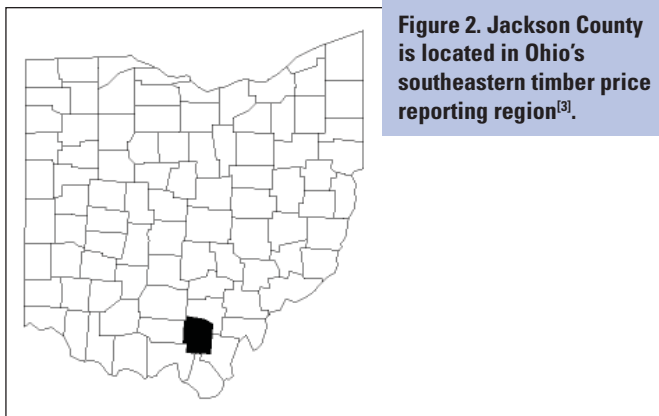 Figure 2. Jackson County
is located in Ohio’s
southeastern timber price
reporting region[3].